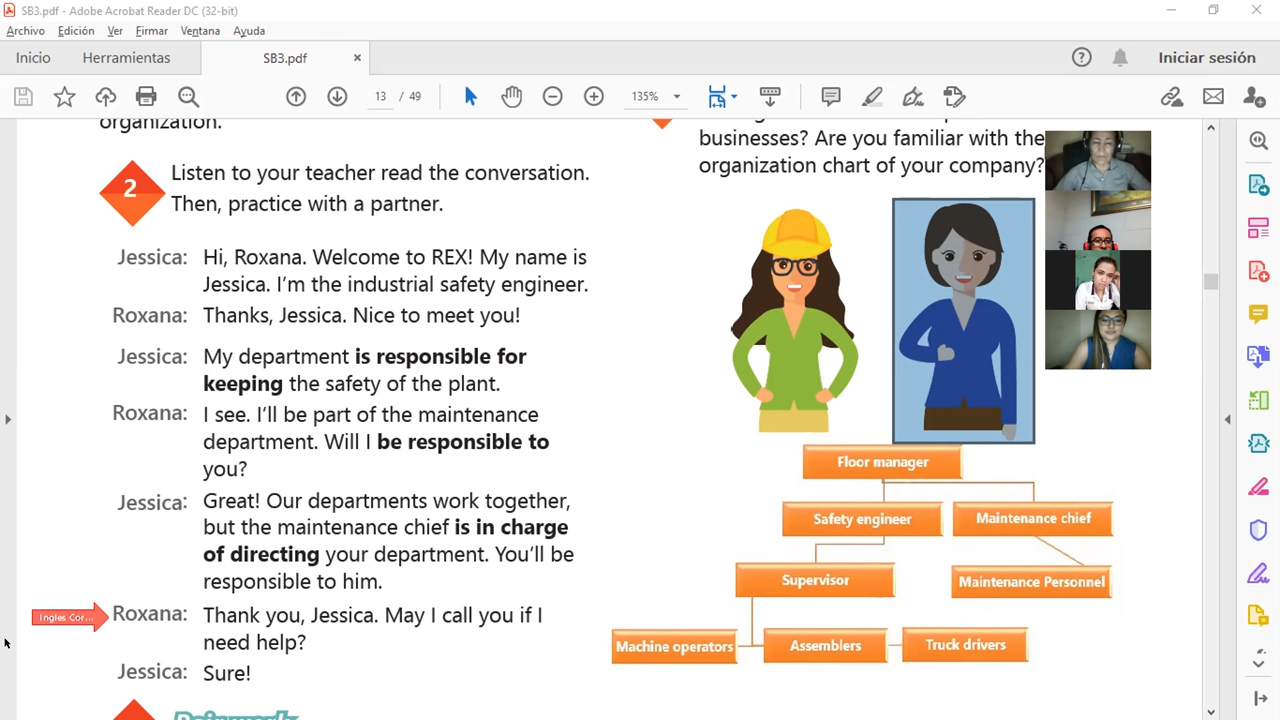 SB3.pdf - Adobe Acrobat Reader DC (32-bit)
Archivo Edición Ver Firmar Ventana Ayuda
Inicio Herramientas SB3.pdf × Iniciar sesión
13 / 49 135%
organization.
2
Listen to your teacher read the conversation.
Then, practice with a partner.
Jessica: Hi, Roxana. Welcome to REX! My name is
Jessica. I'm the industrial safety engineer.
Roxana: Thanks, Jessica. Nice to meet you!
Jessica: My department is responsible for
keeping the safety of the plant.
Roxana: I see. I'll be part of the maintenance
department. Will I be responsible to
you?
Jessica: Great! Our departments work together,
but the maintenance chief is in charge
of directing your department. You'll be
responsible to him.
Ingles Cor...
Roxana: Thank you, Jessica. May I call you if I
need help?
Jessica: Sure!
businesses? Are you familiar with the
organization chart of your company?
Floor manager
Safety engineer Maintenance chief
Supervisor Maintenance Personnel
Machine operators Assemblers Truck drivers